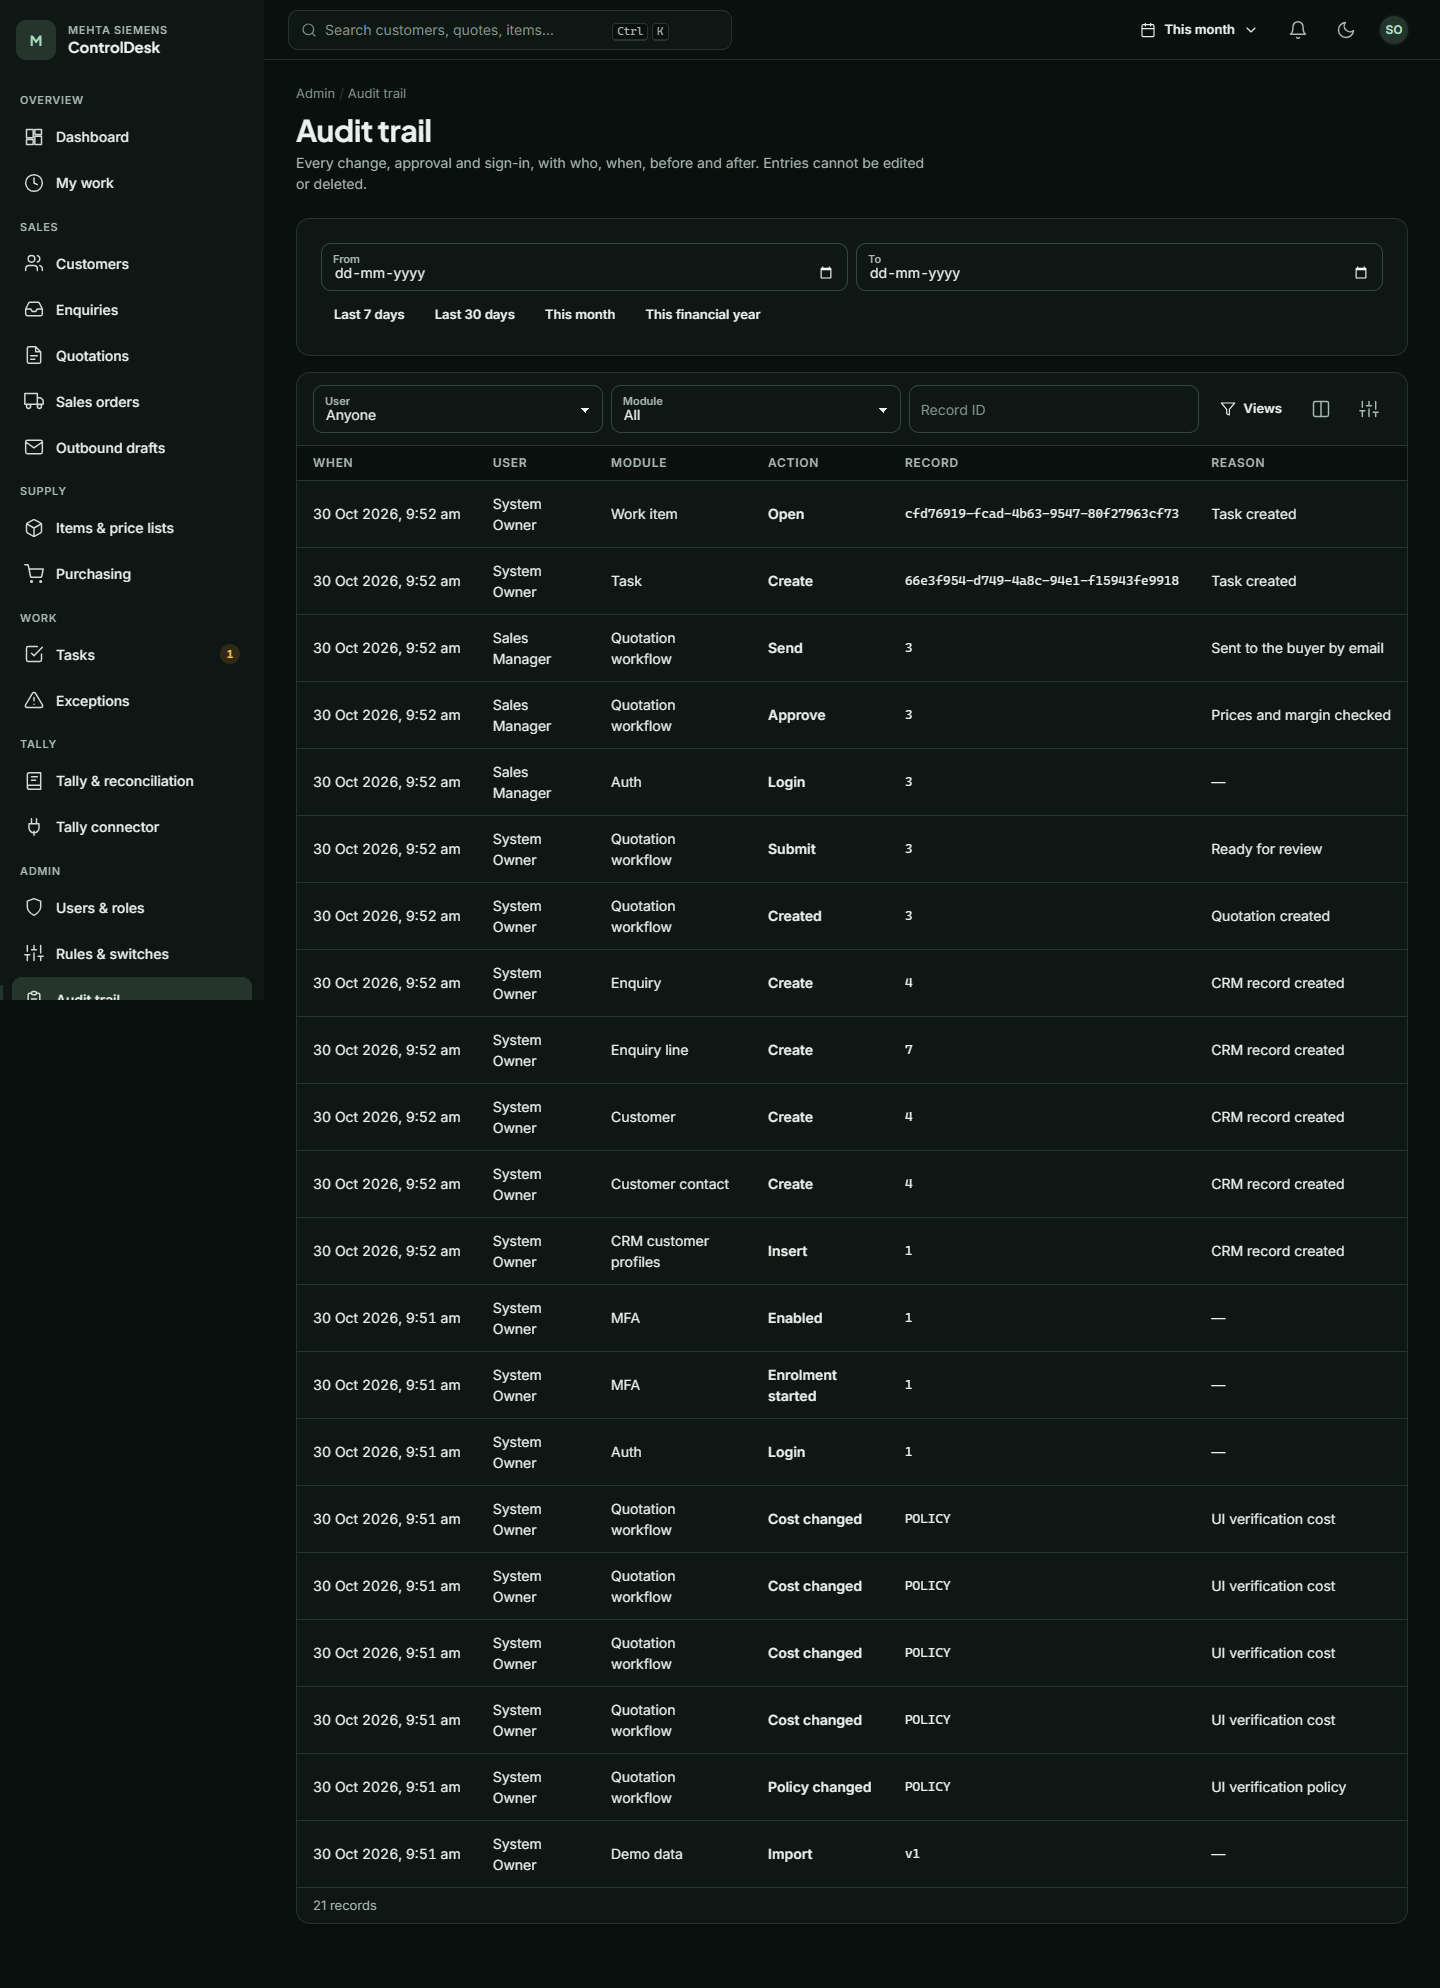 M
MEHTA SIEMENS
ControlDesk
OVERVIEW
Dashboard
My work
SALES
Customers
Enquiries
Quotations
Sales orders
Outbound drafts
SUPPLY
Items & price lists
Purchasing
WORK
Tasks 1
Exceptions
TALLY
Tally & reconciliation
Tally connector
ADMIN
Users & roles
Rules & switches
Audit trail
Search customers, quotes, items... Ctrl K
This month
SO
Admin / Audit trail
Audit trail
Every change, approval and sign-in, with who, when, before and after. Entries cannot be edited
or deleted.
From
dd-mm-yyyy
To
dd-mm-yyyy
Last 7 days Last 30 days This month This financial year
User
Anyone
Module
All
Record ID
Views
WHEN USER MODULE ACTION RECORD REASON
30 Oct 2026, 9:52 am System Owner Work item Open cfd76919-fcad-4b63-9547-80f27963cf73 Task created
30 Oct 2026, 9:52 am System Owner Task Create 66e3f954-d749-4a8c-94e1-f15943fe9918 Task created
30 Oct 2026, 9:52 am Sales Manager Quotation workflow Send 3 Sent to the buyer by email
30 Oct 2026, 9:52 am Sales Manager Quotation workflow Approve 3 Prices and margin checked
30 Oct 2026, 9:52 am Sales Manager Auth Login 3 —
30 Oct 2026, 9:52 am System Owner Quotation workflow Submit 3 Ready for review
30 Oct 2026, 9:52 am System Owner Quotation workflow Created 3 Quotation created
30 Oct 2026, 9:52 am System Owner Enquiry Create 4 CRM record created
30 Oct 2026, 9:52 am System Owner Enquiry line Create 7 CRM record created
30 Oct 2026, 9:52 am System Owner Customer Create 4 CRM record created
30 Oct 2026, 9:52 am System Owner Customer contact Create 4 CRM record created
30 Oct 2026, 9:52 am System Owner CRM customer profiles Insert 1 CRM record created
30 Oct 2026, 9:51 am System Owner MFA Enabled 1 —
30 Oct 2026, 9:51 am System Owner MFA Enrolment started 1 —
30 Oct 2026, 9:51 am System Owner Auth Login 1 —
30 Oct 2026, 9:51 am System Owner Quotation workflow Cost changed POLICY UI verification cost
30 Oct 2026, 9:51 am System Owner Quotation workflow Cost changed POLICY UI verification cost
30 Oct 2026, 9:51 am System Owner Quotation workflow Cost changed POLICY UI verification cost
30 Oct 2026, 9:51 am System Owner Quotation workflow Cost changed POLICY UI verification cost
30 Oct 2026, 9:51 am System Owner Quotation workflow Policy changed POLICY UI verification policy
30 Oct 2026, 9:51 am System Owner Demo data Import v1 —
21 records